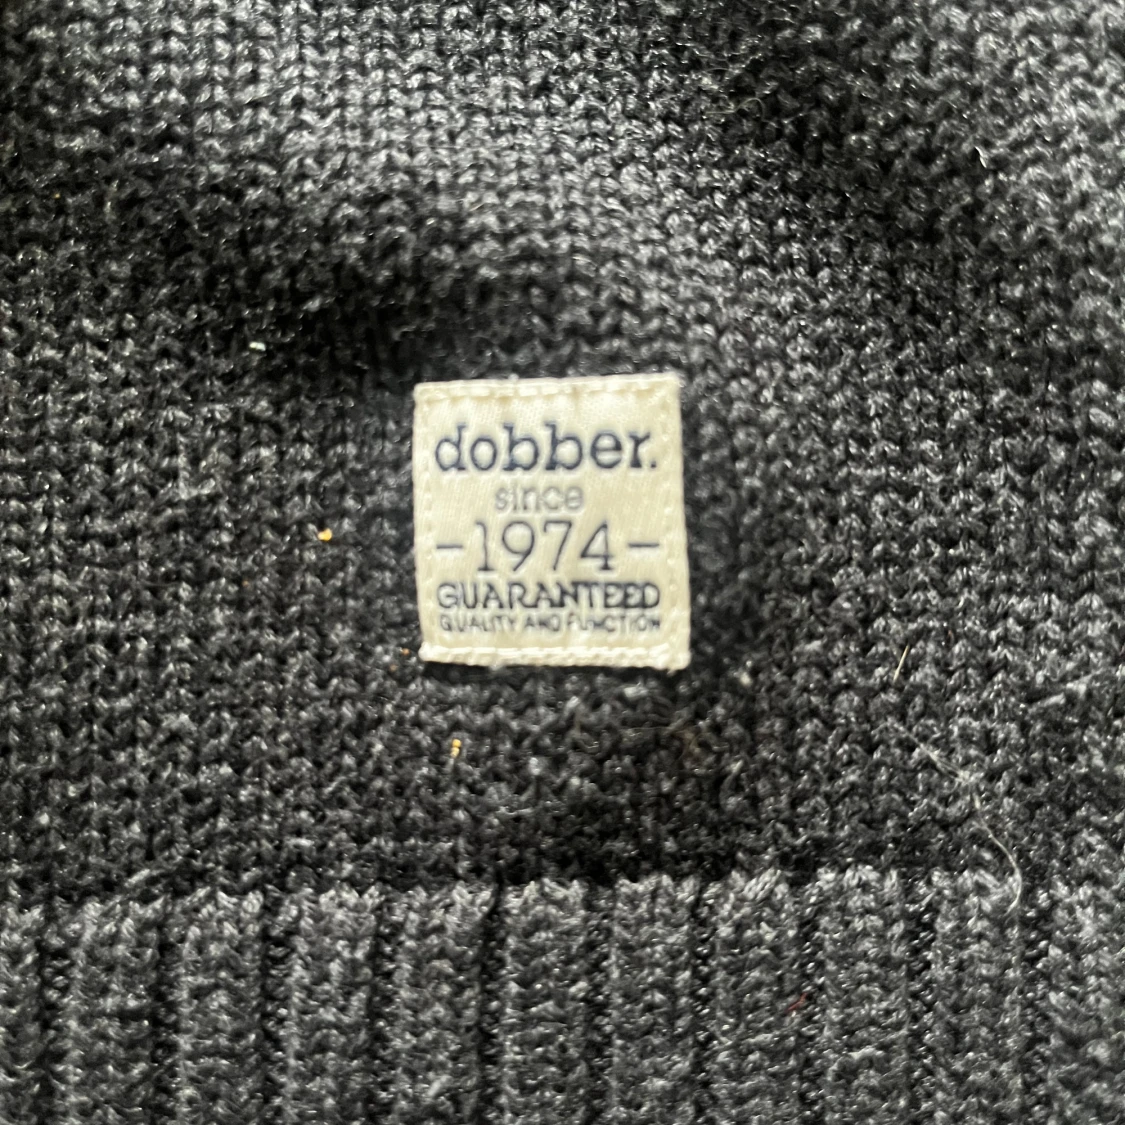 dobber.
since
-1974-
GUARANTEED
QUALITY AND FUNCTION